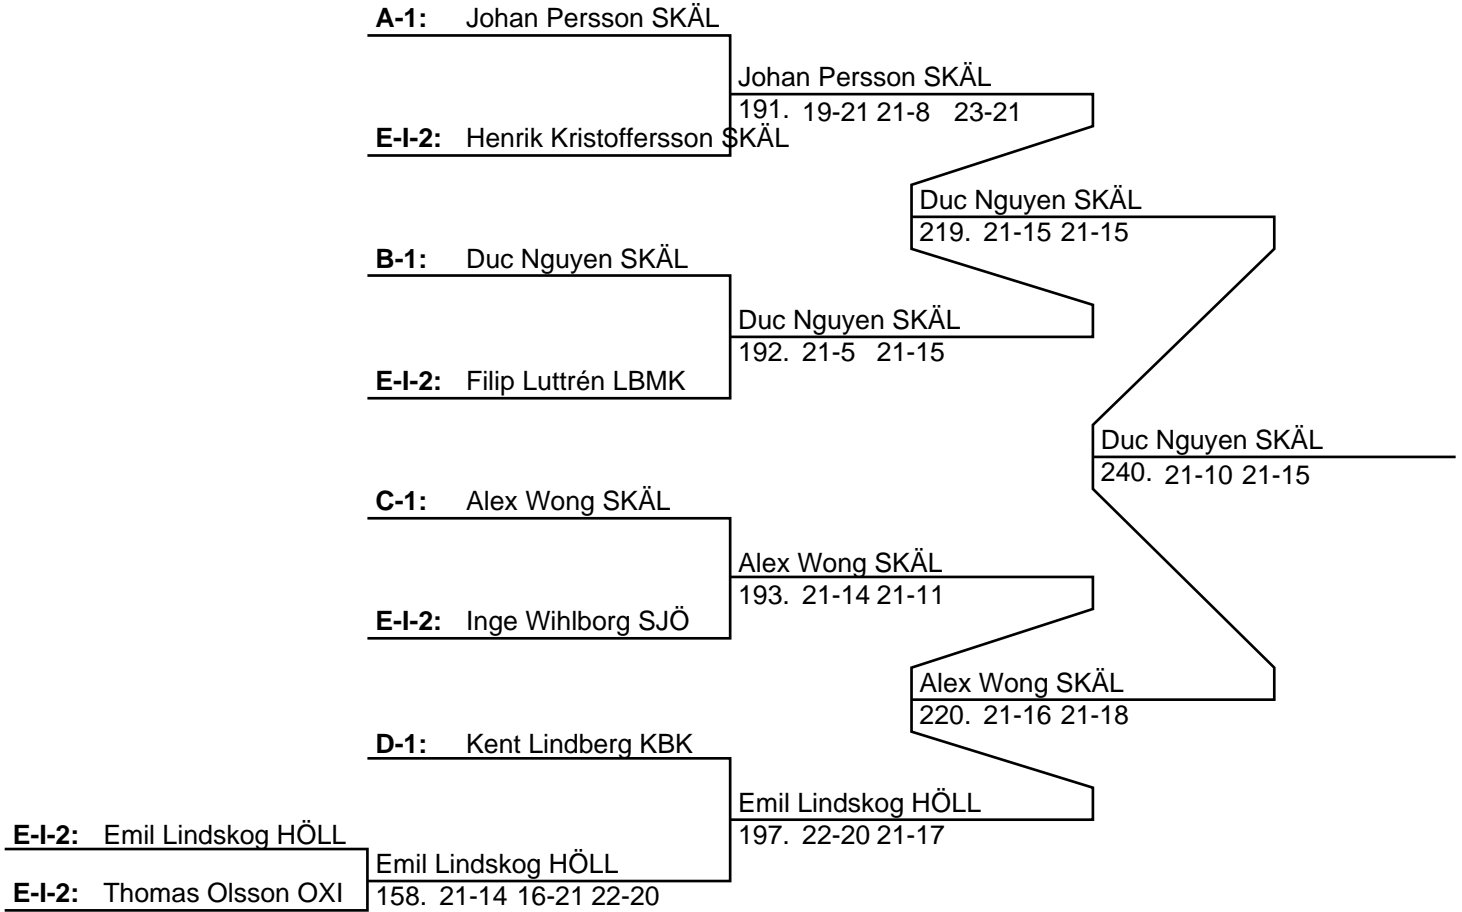 A-1: Johan Persson SKÄL
Johan Persson SKÄL
191. 19-21 21-8 23-21
E-I-2: Henrik Kristoffersson SKÄL
Duc Nguyen SKÄL
219. 21-15 21-15
B-1: Duc Nguyen SKÄL
Duc Nguyen SKÄL
192. 21-5 21-15
E-I-2: Filip Luttrén LBMK
Duc Nguyen SKÄL
240. 21-10 21-15
C-1: Alex Wong SKÄL
Alex Wong SKÄL
193. 21-14 21-11
E-I-2: Inge Wihlborg SJÖ
Alex Wong SKÄL
220. 21-16 21-18
D-1: Kent Lindberg KBK
Emil Lindskog HÖLL
197. 22-20 21-17
E-I-2: Emil Lindskog HÖLL
Emil Lindskog HÖLL
158. 21-14 16-21 22-20
E-I-2: Thomas Olsson OXI